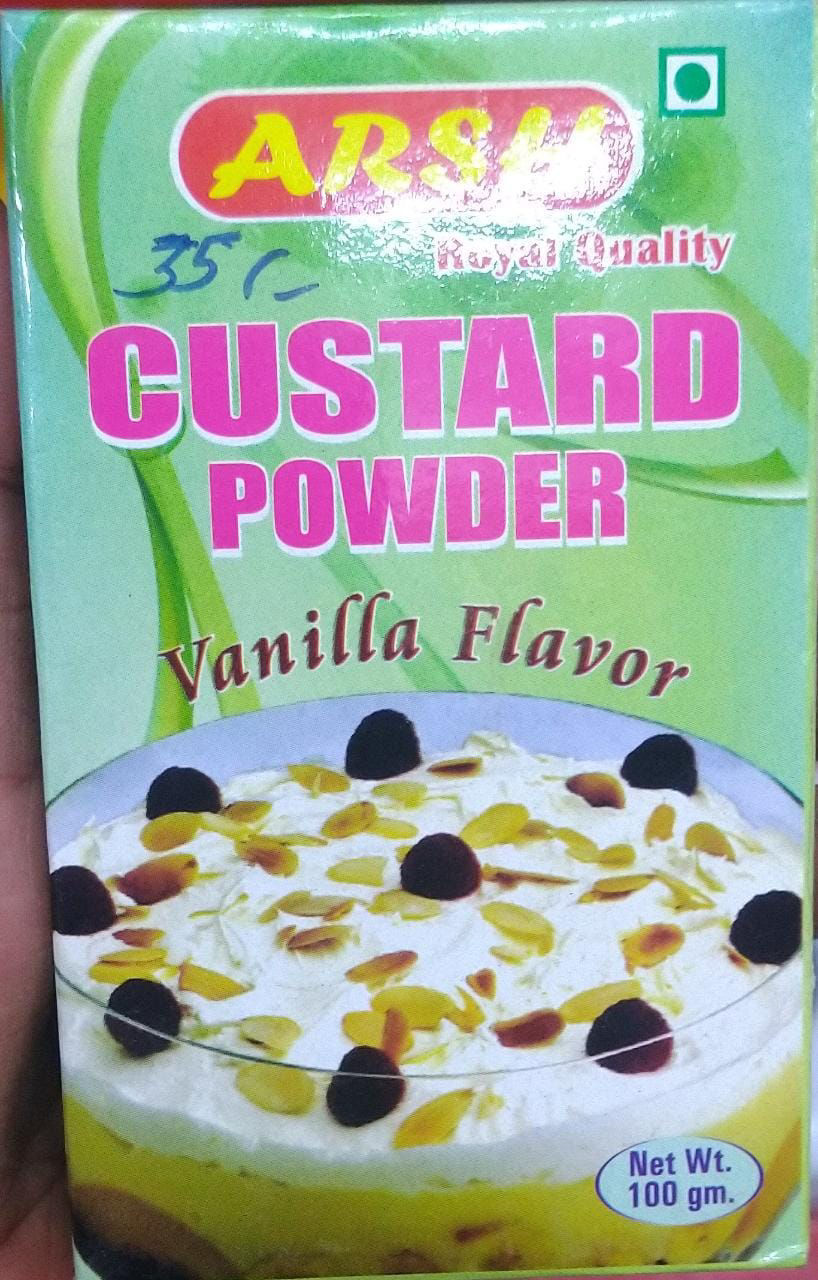 ARSH
Royal Quality
35/-
CUSTARD
POWDER
Vanilla Flavor
Net Wt.
100 gm.